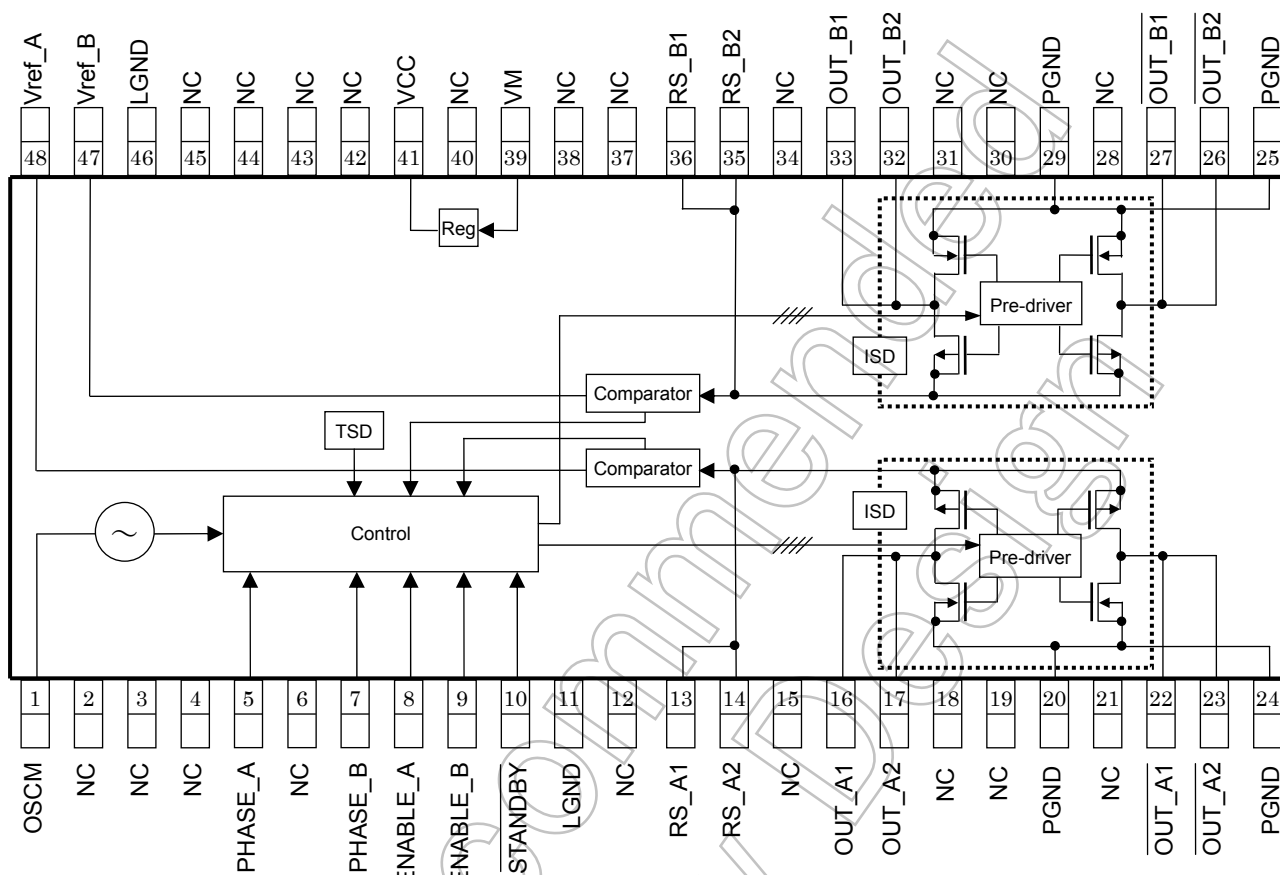 Vref_A
Vref_B
LGND
NC
NC
NC
NC
VCC
NC
VM
NC
NC
RS_B1
RS_B2
NC
OUT_B1
OUT_B2
NC
NC
PGND
NC
OUT_B1
OUT_B2
PGND
48 47 46 45 44 43 42 41 40 39 38 37 36 35 34 33 32 31 30 29 28 27 26 25
Reg
Pre-driver
ISD
Comparator
TSD
Comparator
ISD
Control
Pre-driver
1 2 3 4 5 6 7 8 9 10 11 12 13 14 15 16 17 18 19 20 21 22 23 24
OSCM
NC
NC
NC
PHASE_A
NC
PHASE_B
ENABLE_A
ENABLE_B
STANDBY
LGND
NC
RS_A1
RS_A2
NC
OUT_A1
OUT_A2
NC
NC
PGND
NC
OUT_A1
OUT_A2
PGND
commended
Design